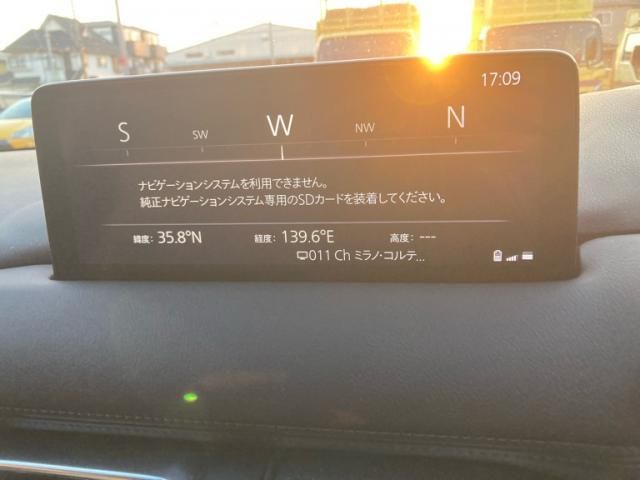 17:09
S SW W NW N
ナビゲーションシステムを利用できません。
純正ナビゲーションシステム専用のSDカードを装着してください。
緯度: 35.8°N 経度: 139.6°E 高度: ---
011 Ch ミラノ・コルテ...